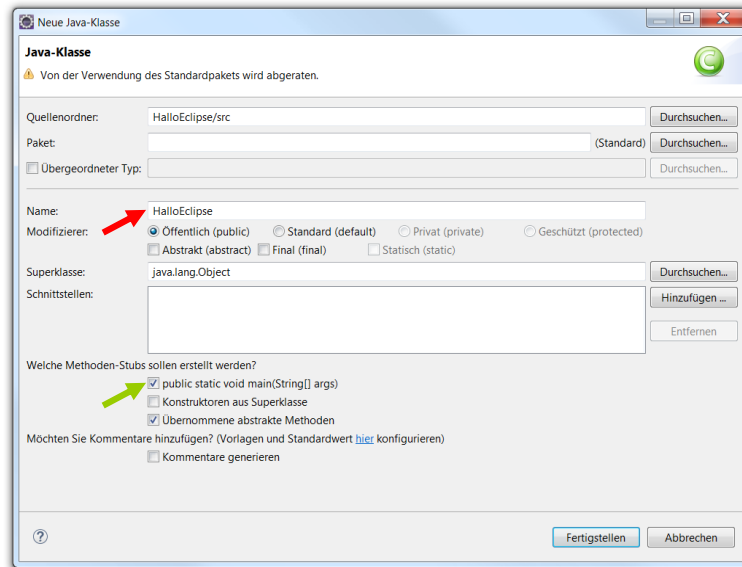 Neue Java-Klasse
Java-Klasse
Von der Verwendung des Standardpakets wird abgeraten.
Quellenordner: HalloEclipse/src Durchsuchen...
Paket: (Standard) Durchsuchen...
Übergeordneter Typ: Durchsuchen...
Name: HalloEclipse
Modifizierer: Öffentlich (public) Standard (default) Privat (private) Geschützt (protected)
Abstrakt (abstract) Final (final) Statisch (static)
Superklasse: java.lang.Object Durchsuchen...
Schnittstellen: Hinzufügen ...
Entfernen
Welche Methoden-Stubs sollen erstellt werden?
public static void main(String[] args)
Konstruktoren aus Superklasse
Übernommene abstrakte Methoden
Möchten Sie Kommentare hinzufügen? (Vorlagen und Standardwert hier konfigurieren)
Kommentare generieren
? Fertigstellen Abbrechen